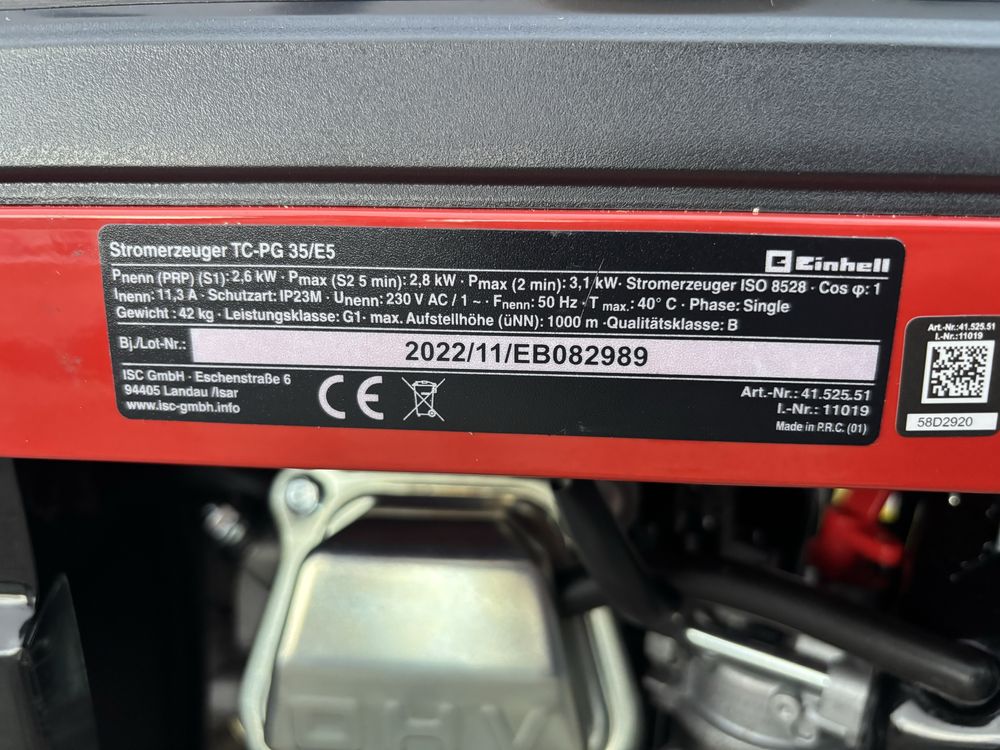 Stromerzeuger TC-PG 35/E5
Einhell
Pnenn (PRP) (S1): 2,6 kW · Pmax (S2 5 min): 2,8 kW · Pmax (2 min): 3,1 kW · Stromerzeuger ISO 8528 · Cos φ: 1
Inenn: 11,3 A · Schutzart: IP23M · Unenn: 230 V AC / 1 ~ · Fnenn: 50 Hz · T max.: 40° C · Phase: Single
Gewicht : 42 kg · Leistungsklasse: G1· max. Aufstellhöhe (üNN): 1000 m ·Qualitätsklasse: B
Bj./Lot-Nr.:
2022/11/EB082989
ISC GmbH · Eschenstraße 6
94405 Landau /Isar
www.isc-gmbh.info
CE
Art.-Nr.: 41.525.51
I.-Nr.: 11019
Made in P.R.C. (01)
Art.-Nr.:41.525.51
I.-Nr.: 11019
58D2920